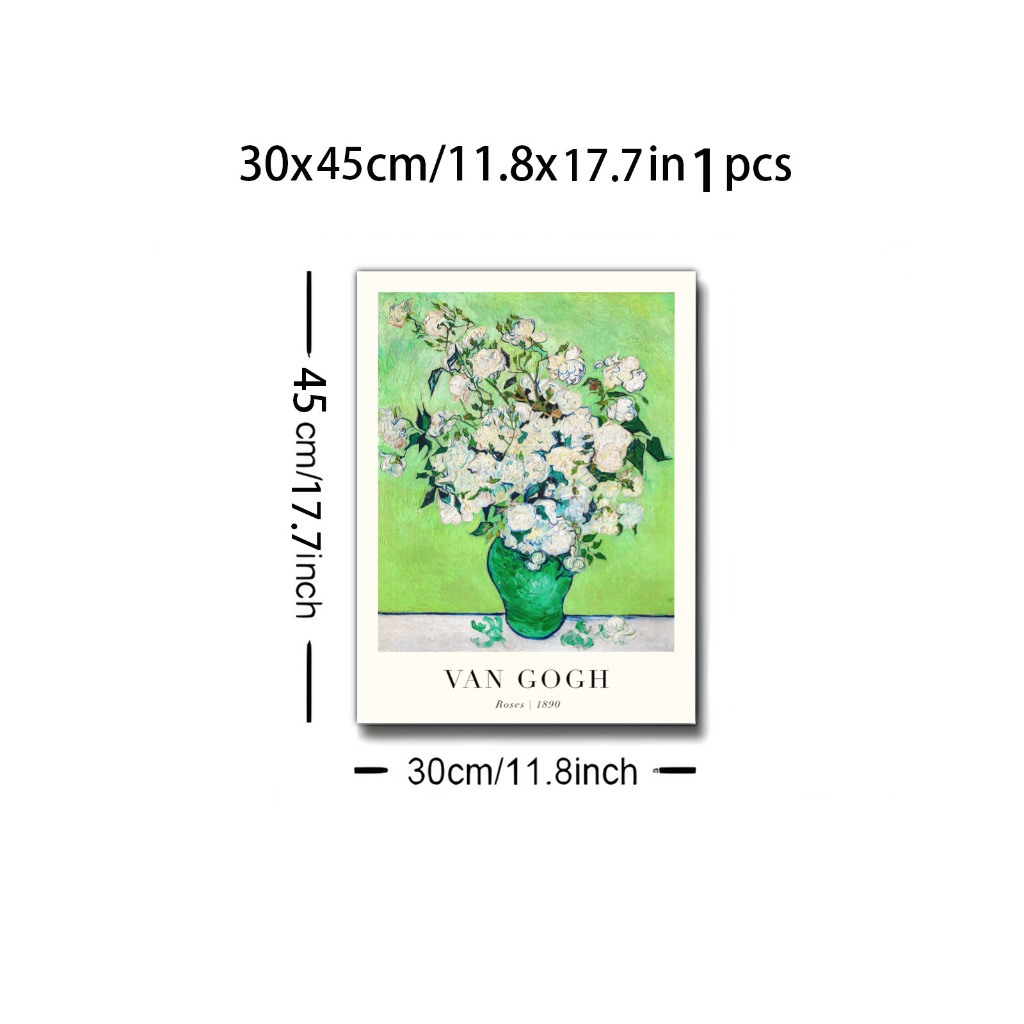 30x45cm/11.8x17.7in 1 pcs
45 cm/17.7inch
VAN GOGH
Roses | 1890
30cm/11.8inch